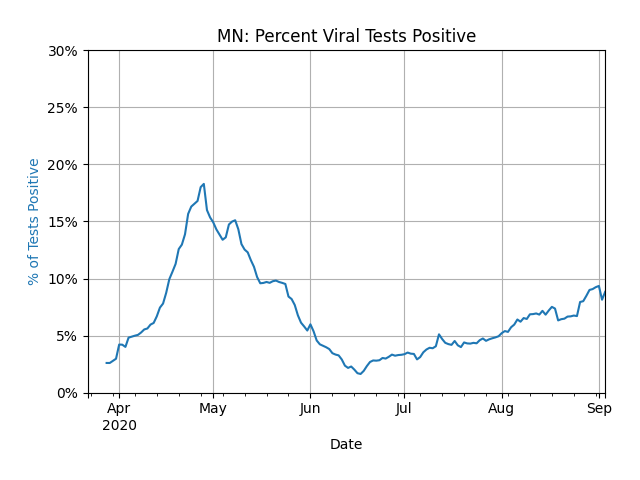 MN: Percent Viral Tests Positive
30%
25%
20%
15%
10%
5%
0%
% of Tests Positive
Apr
2020
May
Jun
Jul
Aug
Sep
Date